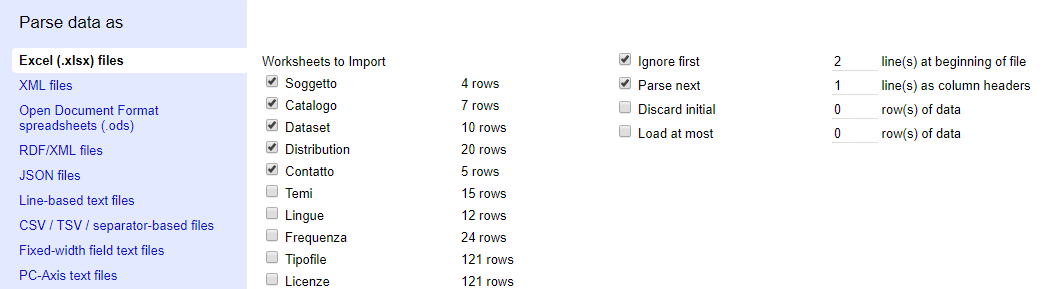 Parse data as
Excel (.xlsx) files
XML files
Open Document Format
spreadsheets (.ods)
RDF/XML files
JSON files
Line-based text files
CSV / TSV / separator-based files
Fixed-width field text files
PC-Axis text files
Worksheets to Import
Soggetto 4 rows
Catalogo 7 rows
Dataset 10 rows
Distribution 20 rows
Contatto 5 rows
Temi 15 rows
Lingue 12 rows
Frequenza 24 rows
Tipofile 121 rows
Licenze 121 rows
Ignore first 2 line(s) at beginning of file
Parse next 1 line(s) as column headers
Discard initial 0 row(s) of data
Load at most 0 row(s) of data